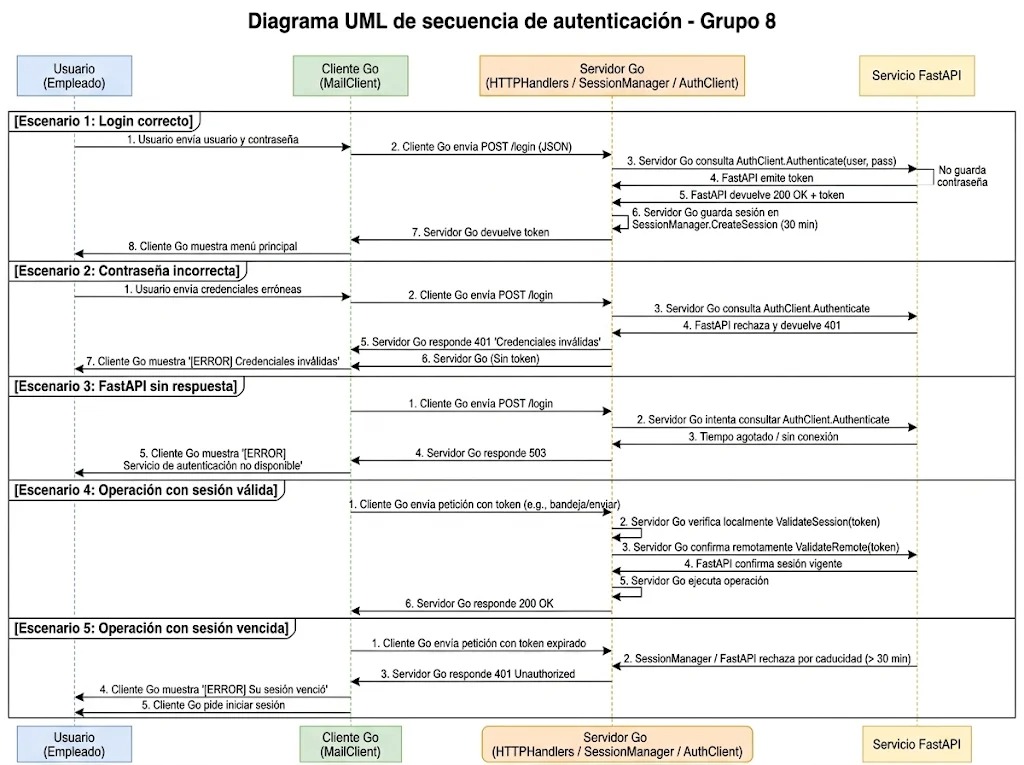 Diagrama UML de secuencia de autenticación - Grupo 8
Usuario
(Empleado)
Cliente Go
(MailClient)
Servidor Go
(HTTPHandlers / SessionManager / AuthClient)
Servicio FastAPI
[Escenario 1: Login correcto]
1. Usuario envía usuario y contraseña
2. Cliente Go envía POST /login (JSON)
3. Servidor Go consulta AuthClient.Authenticate(user, pass)
No guarda
contraseña
4. FastAPI emite token
5. FastAPI devuelve 200 OK + token
6. Servidor Go guarda sesión en
SessionManager.CreateSession (30 min)
7. Servidor Go devuelve token
8. Cliente Go muestra menú principal
[Escenario 2: Contraseña incorrecta]
1. Usuario envía credenciales erróneas
2. Cliente Go envía POST /login
3. Servidor Go consulta AuthClient.Authenticate
4. FastAPI rechaza y devuelve 401
5. Servidor Go responde 401 'Credenciales inválidas'
6. Servidor Go (Sin token)
7. Cliente Go muestra '[ERROR] Credenciales inválidas'
[Escenario 3: FastAPI sin respuesta]
1. Cliente Go envía POST /login
2. Servidor Go intenta consultar AuthClient.Authenticate
3. Tiempo agotado / sin conexión
4. Servidor Go responde 503
5. Cliente Go muestra '[ERROR]
Servicio de autenticación no disponible'
[Escenario 4: Operación con sesión válida]
1. Cliente Go envía petición con token (e.g., bandeja/enviar)
2. Servidor Go verifica localmente ValidateSession(token)
3. Servidor Go confirma remotamente ValidateRemote(token)
4. FastAPI confirma sesión vigente
5. Servidor Go ejecuta operación
6. Servidor Go responde 200 OK
[Escenario 5: Operación con sesión vencida]
1. Cliente Go envía petición con token expirado
2. SessionManager / FastAPI rechaza por caducidad (> 30 min)
3. Servidor Go responde 401 Unauthorized
4. Cliente Go muestra '[ERROR] Su sesión venció'
5. Cliente Go pide iniciar sesión
Usuario
(Empleado)
Cliente Go
(MailClient)
Servidor Go
(HTTPHandlers / SessionManager / AuthClient)
Servicio FastAPI